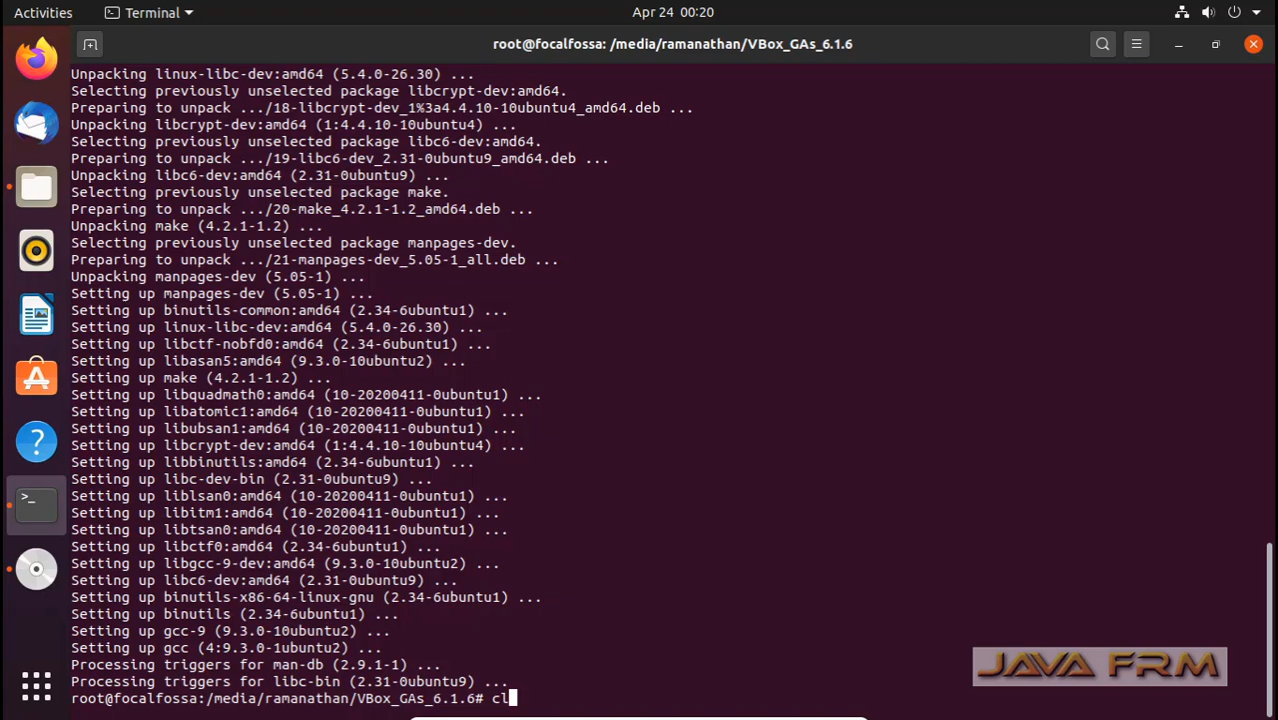 Activities
Terminal
Apr 24 00:20
root@focalfossa: /media/ramanathan/VBox_GAs_6.1.6
Unpacking linux-libc-dev:amd64 (5.4.0-26.30) ...
Selecting previously unselected package libcrypt-dev:amd64.
Preparing to unpack .../18-libcrypt-dev_1%3a4.4.10-10ubuntu4_amd64.deb ...
Unpacking libcrypt-dev:amd64 (1:4.4.10-10ubuntu4) ...
Selecting previously unselected package libc6-dev:amd64.
Preparing to unpack .../19-libc6-dev_2.31-0ubuntu9_amd64.deb ...
Unpacking libc6-dev:amd64 (2.31-0ubuntu9) ...
Selecting previously unselected package make.
Preparing to unpack .../20-make_4.2.1-1.2_amd64.deb ...
Unpacking make (4.2.1-1.2) ...
Selecting previously unselected package manpages-dev.
Preparing to unpack .../21-manpages-dev_5.05-1_all.deb ...
Unpacking manpages-dev (5.05-1) ...
Setting up manpages-dev (5.05-1) ...
Setting up binutils-common:amd64 (2.34-6ubuntu1) ...
Setting up linux-libc-dev:amd64 (5.4.0-26.30) ...
Setting up libctf-nobfd0:amd64 (2.34-6ubuntu1) ...
Setting up libasan5:amd64 (9.3.0-10ubuntu2) ...
Setting up make (4.2.1-1.2) ...
Setting up libquadmath0:amd64 (10-20200411-0ubuntu1) ...
Setting up libatomic1:amd64 (10-20200411-0ubuntu1) ...
Setting up libubsan1:amd64 (10-20200411-0ubuntu1) ...
Setting up libcrypt-dev:amd64 (1:4.4.10-10ubuntu4) ...
Setting up libbinutils:amd64 (2.34-6ubuntu1) ...
Setting up libc-dev-bin (2.31-0ubuntu9) ...
Setting up liblsan0:amd64 (10-20200411-0ubuntu1) ...
Setting up libitm1:amd64 (10-20200411-0ubuntu1) ...
Setting up libtsan0:amd64 (10-20200411-0ubuntu1) ...
Setting up libctf0:amd64 (2.34-6ubuntu1) ...
Setting up libgcc-9-dev:amd64 (9.3.0-10ubuntu2) ...
Setting up libc6-dev:amd64 (2.31-0ubuntu9) ...
Setting up binutils-x86-64-linux-gnu (2.34-6ubuntu1) ...
Setting up binutils (2.34-6ubuntu1) ...
Setting up gcc-9 (9.3.0-10ubuntu2) ...
Setting up gcc (4:9.3.0-1ubuntu2) ...
Processing triggers for man-db (2.9.1-1) ...
Processing triggers for libc-bin (2.31-0ubuntu9) ...
root@focalfossa:/media/ramanathan/VBox_GAs_6.1.6# cl
JAVA FRM